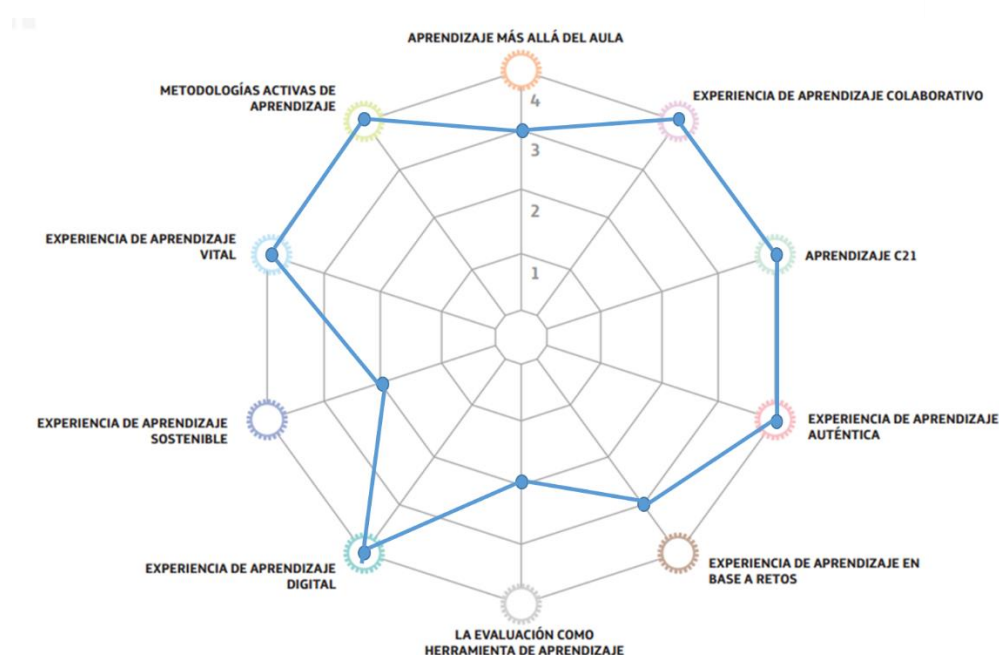 APRENDIZAJE MÁS ALLÁ DEL AULA
METODOLOGÍAS ACTIVAS DE
APRENDIZAJE
EXPERIENCIA DE APRENDIZAJE COLABORATIVO
4
3
2
1
EXPERIENCIA DE APRENDIZAJE
VITAL
APRENDIZAJE C21
EXPERIENCIA DE APRENDIZAJE
SOSTENIBLE
EXPERIENCIA DE APRENDIZAJE
AUTÉNTICA
EXPERIENCIA DE APRENDIZAJE
DIGITAL
EXPERIENCIA DE APRENDIZAJE EN
BASE A RETOS
LA EVALUACIÓN COMO
HERRAMIENTA DE APRENDIZAJE